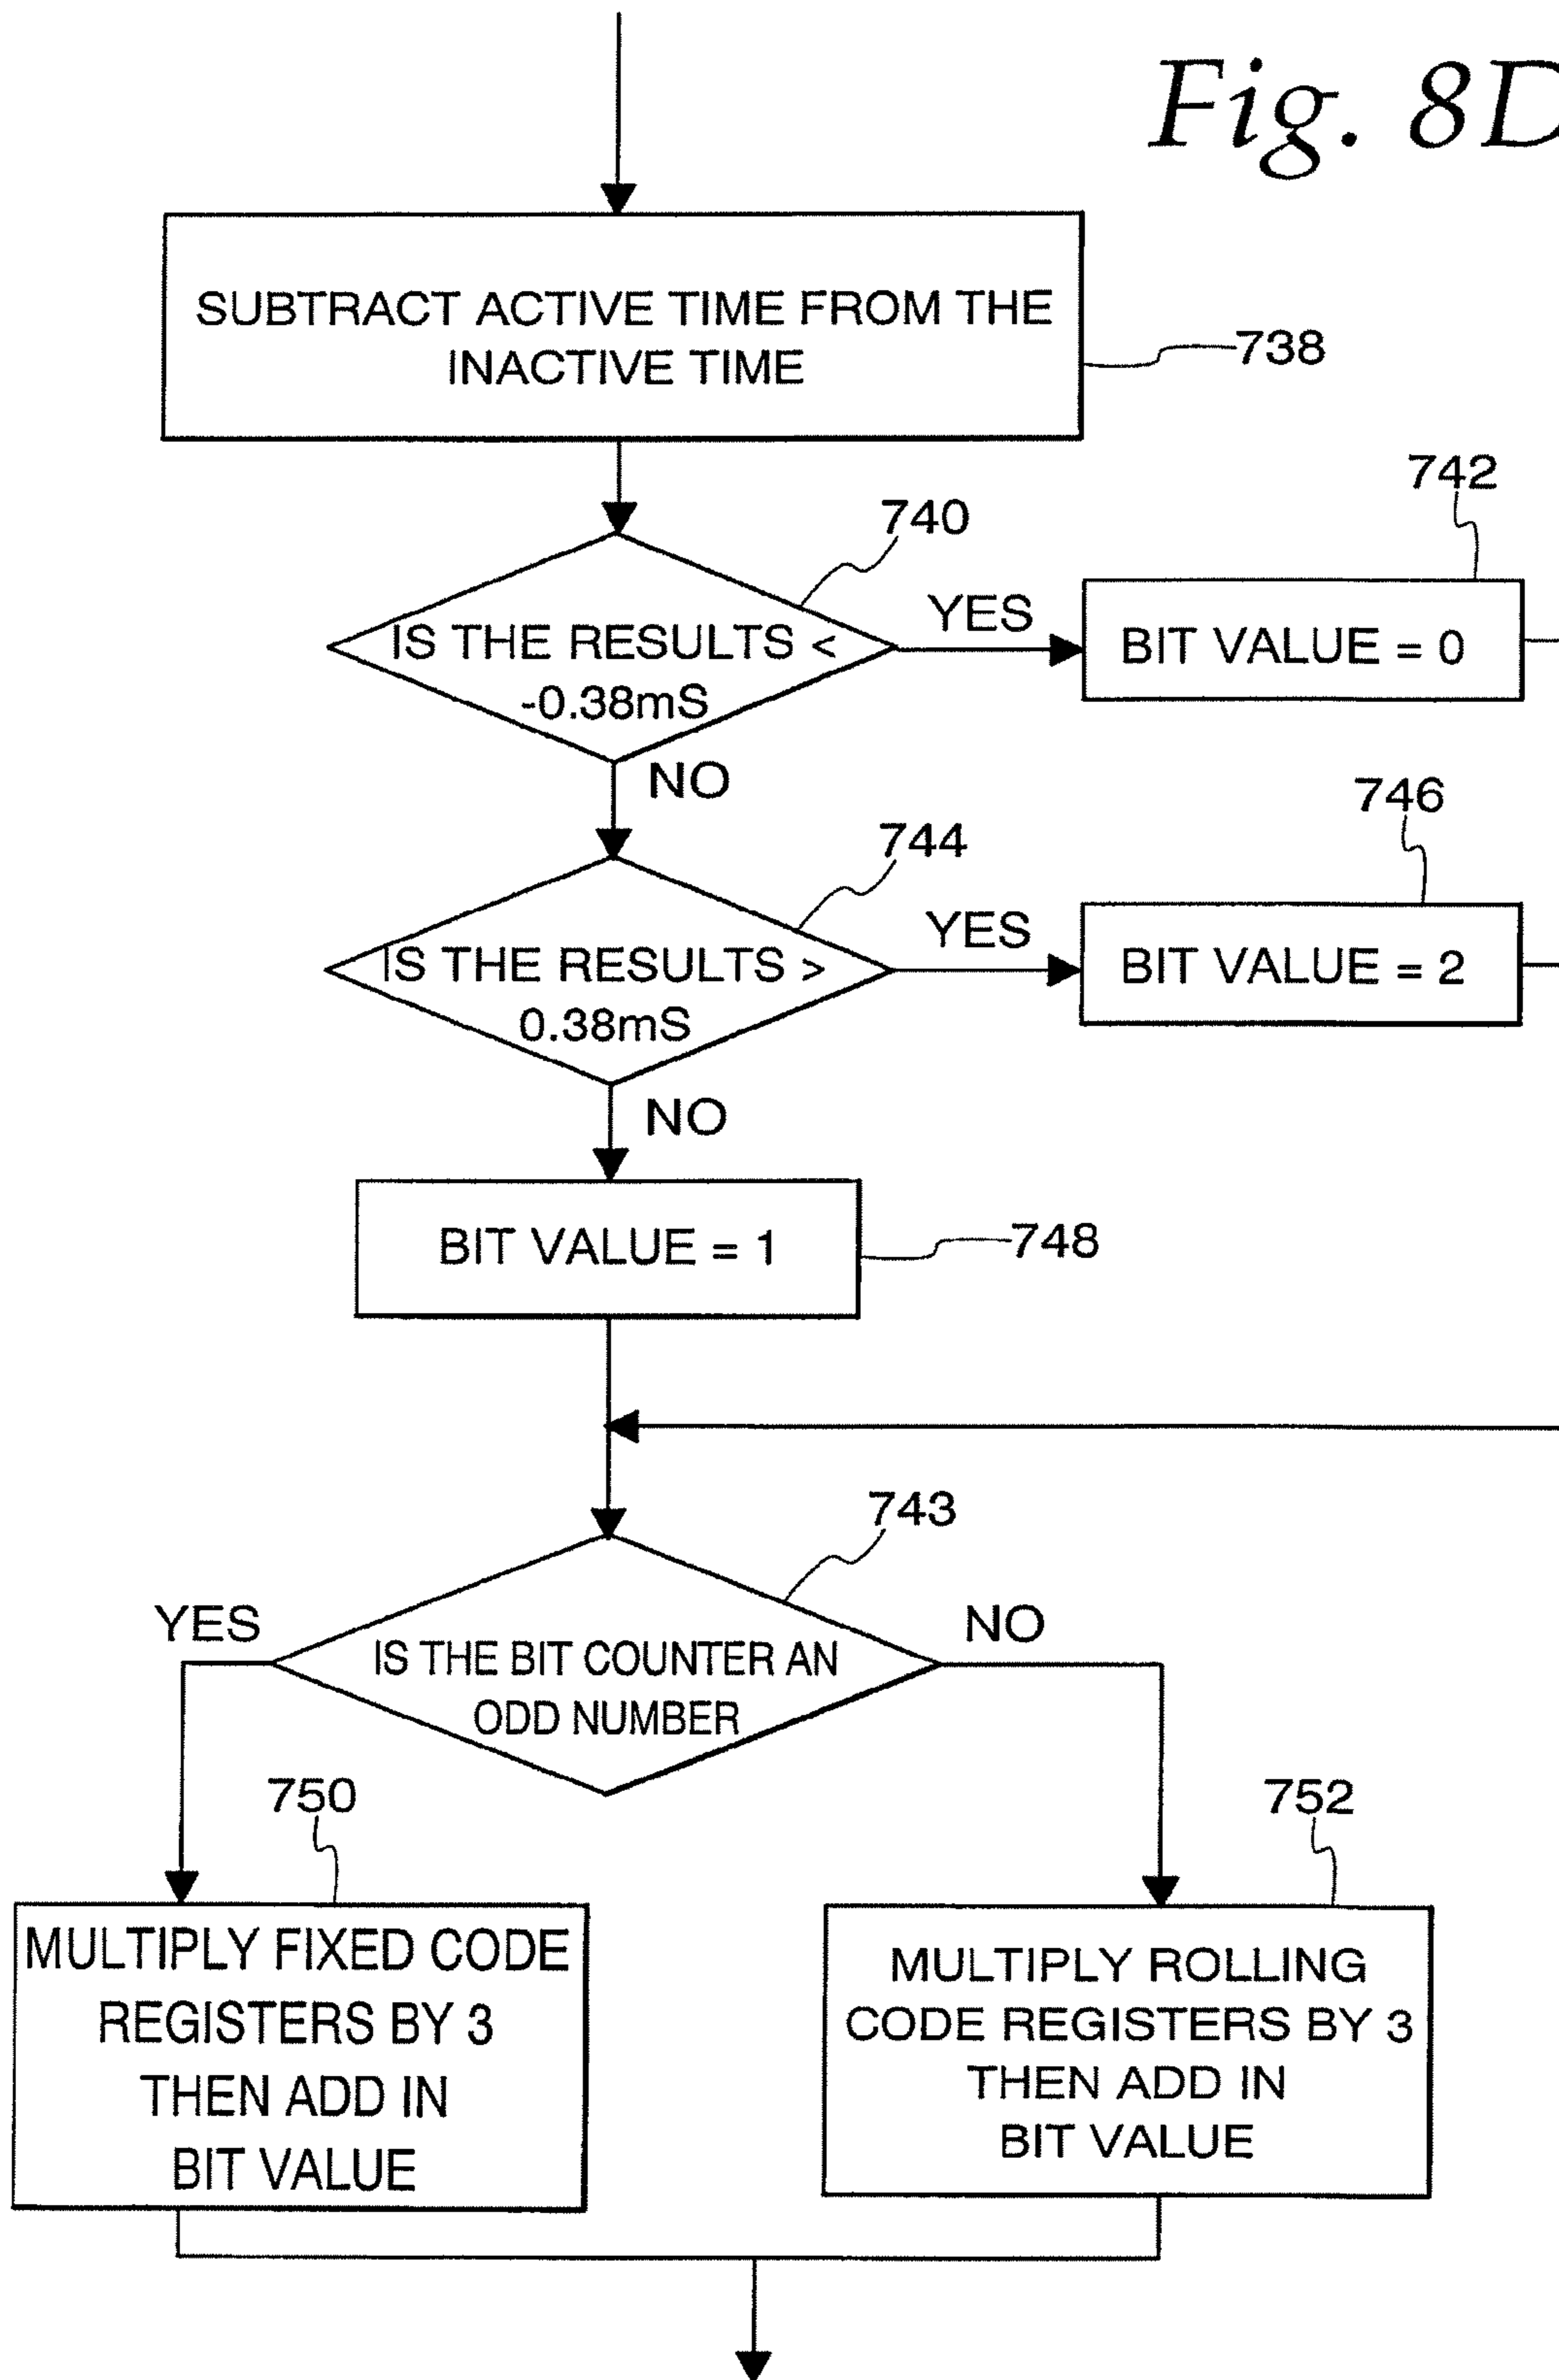 Fig. 8D
SUBTRACT ACTIVE TIME FROM THE
INACTIVE TIME
738
740
742
IS THE RESULTS <
-0.38mS
YES
BIT VALUE = 0
NO
744
746
IS THE RESULTS >
0.38mS
YES
BIT VALUE = 2
NO
BIT VALUE = 1
748
743
YES
IS THE BIT COUNTER AN
ODD NUMBER
NO
750
752
MULTIPLY FIXED CODE
REGISTERS BY 3
THEN ADD IN
BIT VALUE
MULTIPLY ROLLING
CODE REGISTERS BY 3
THEN ADD IN
BIT VALUE